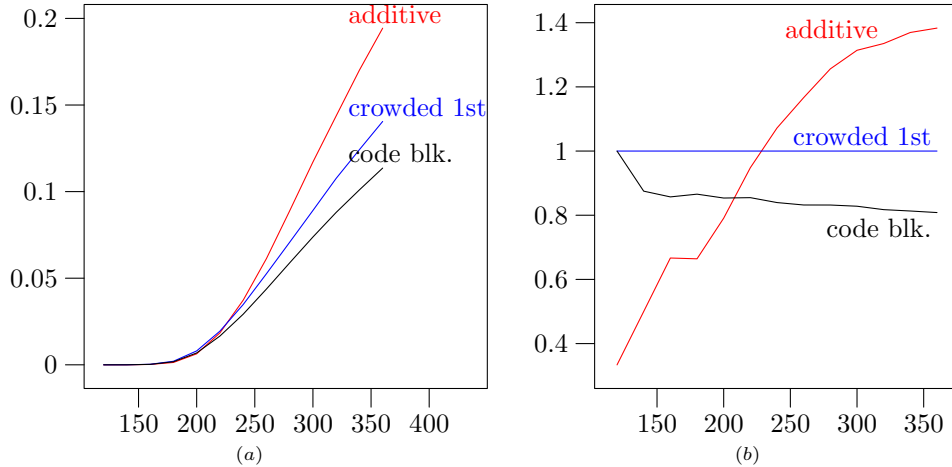 additive
crowded 1st
code blk.
0.2
0.15
0.1
0.05
0
150 200 250 300 350 400
(a)
additive
crowded 1st
code blk.
1.4
1.2
1
0.8
0.6
0.4
150 200 250 300 350
(b)